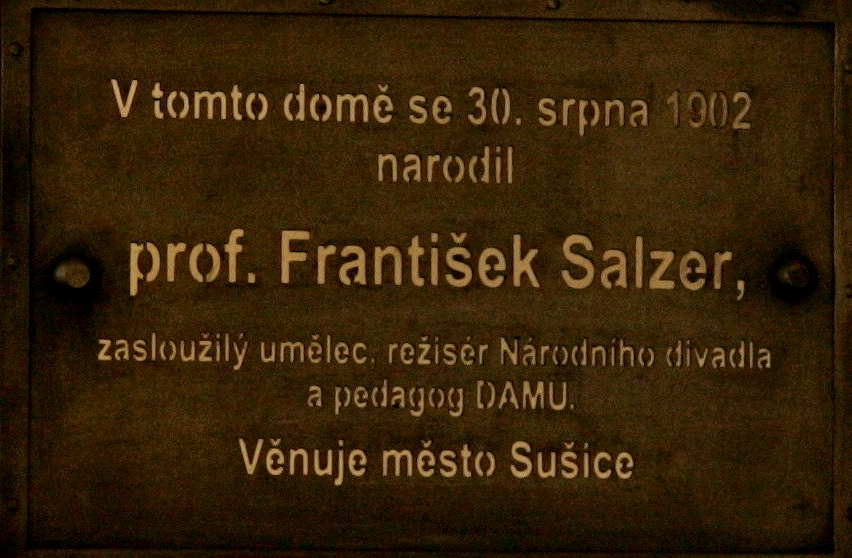 V tomto domě se 30. srpna 1902
narodil
prof. František Salzer,
zasloužilý umělec, režisér Národního divadla
a pedagog DAMU.
Věnuje město Sušice